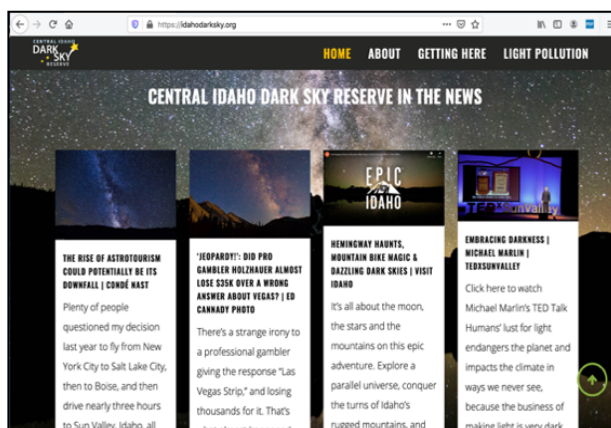 https://idahodarksky.org
CENTRAL IDAHO
DARK
SKY
RESERVE
HOME
ABOUT
GETTING HERE
LIGHT POLLUTION
CENTRAL IDAHO DARK SKY RESERVE IN THE NEWS
THE RISE OF ASTROTOURISM
COULD POTENTIALLY BE ITS
DOWNFALL | CONDÉ NAST
Plenty of people
questioned my decision
last year to fly from New
York City to Salt Lake City,
then to Boise, and then
drive nearly three hours
to Sun Valley, Idaho, all
'JEOPARDY!': DID PRO
GAMBLER HOLZHAUER ALMOST
LOSE $35K OVER A WRONG
ANSWER ABOUT VEGAS? | ED
CANNADY PHOTO
There's a strange irony to
a professional gambler
giving the response "Las
Vegas Strip," and losing
thousands for it. That's
EPIC
IDAHO
HEMINGWAY HAUNTS,
MOUNTAIN BIKE MAGIC &
DAZZLING DARK SKIES | VISIT
IDAHO
It's all about the moon,
the stars and the
mountains on this epic
adventure. Explore a
parallel universe, conquer
the turns of Idaho's
rugged mountains, and
TEDxSunValley
EMBRACING DARKNESS |
MICHAEL MARLIN |
TEDXSUNVALLEY
Click here to watch
Michael Marlin's TED Talk
Humans' lust for light
endangers the planet and
impacts the climate in
ways we never see,
because the business of
making light is very dark